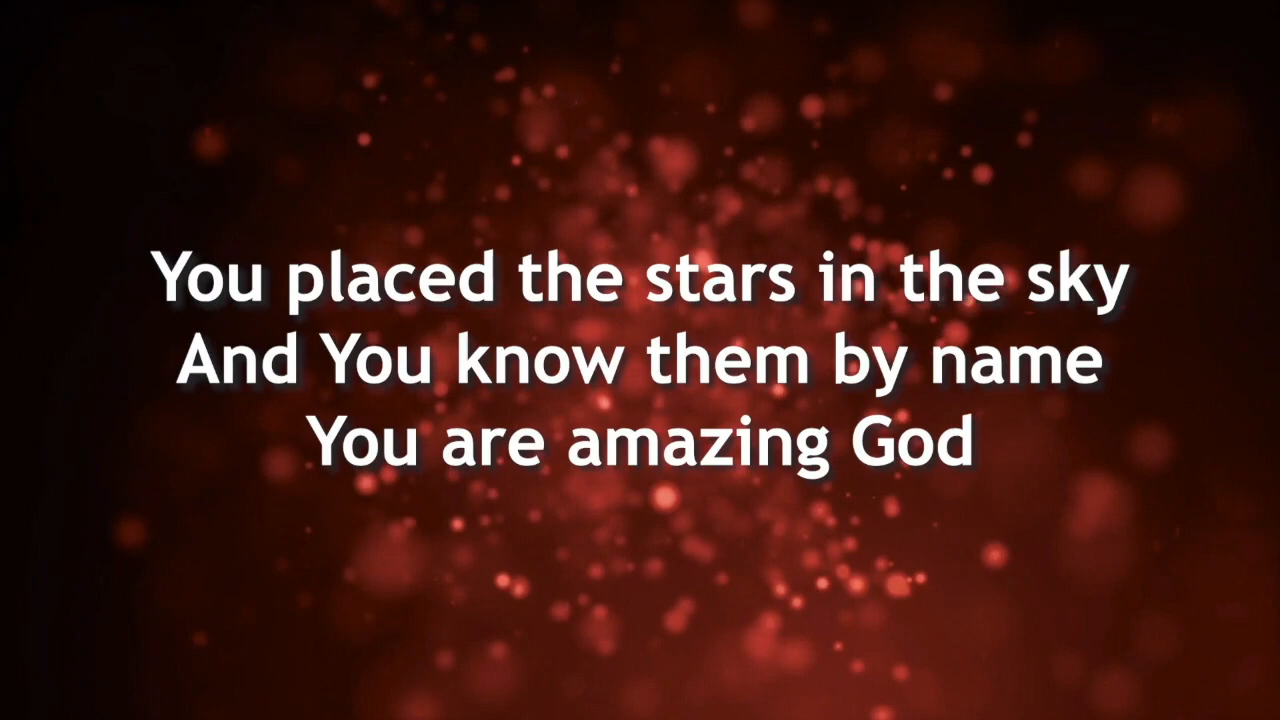 You placed the stars in the sky
And You know them by name
You are amazing God